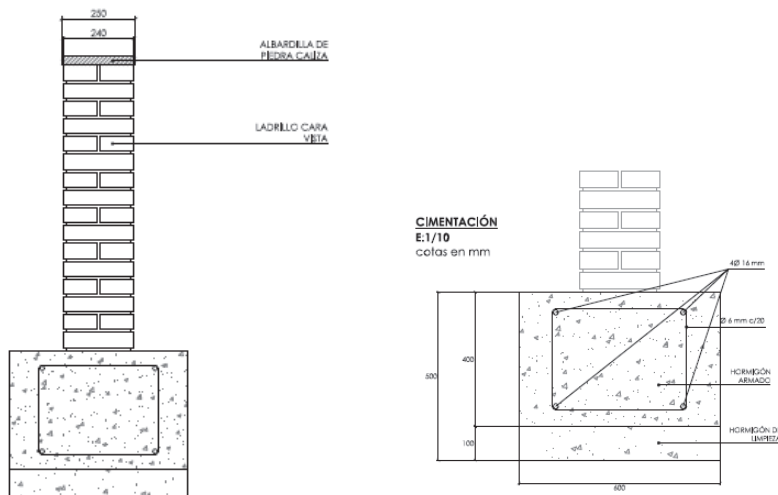 250
240
ALBARDILLA DE
PIEDRA CALIZA
LADRILLO CARA
VISTA
CIMENTACIÓN
E:1/10
cotas en mm
4Ø 16 mm
Ø 6 mm c/20
500
400
HORMIGÓN
ARMADO
100
HORMIGÓN DE
LIMPIEZA
600